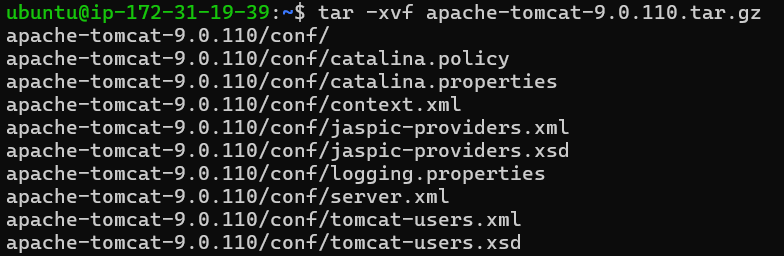 ubuntu@ip-172-31-19-39:~$ tar -xvf apache-tomcat-9.0.110.tar.gz
apache-tomcat-9.0.110/conf/
apache-tomcat-9.0.110/conf/catalina.policy
apache-tomcat-9.0.110/conf/catalina.properties
apache-tomcat-9.0.110/conf/context.xml
apache-tomcat-9.0.110/conf/jaspic-providers.xml
apache-tomcat-9.0.110/conf/jaspic-providers.xsd
apache-tomcat-9.0.110/conf/logging.properties
apache-tomcat-9.0.110/conf/server.xml
apache-tomcat-9.0.110/conf/tomcat-users.xml
apache-tomcat-9.0.110/conf/tomcat-users.xsd